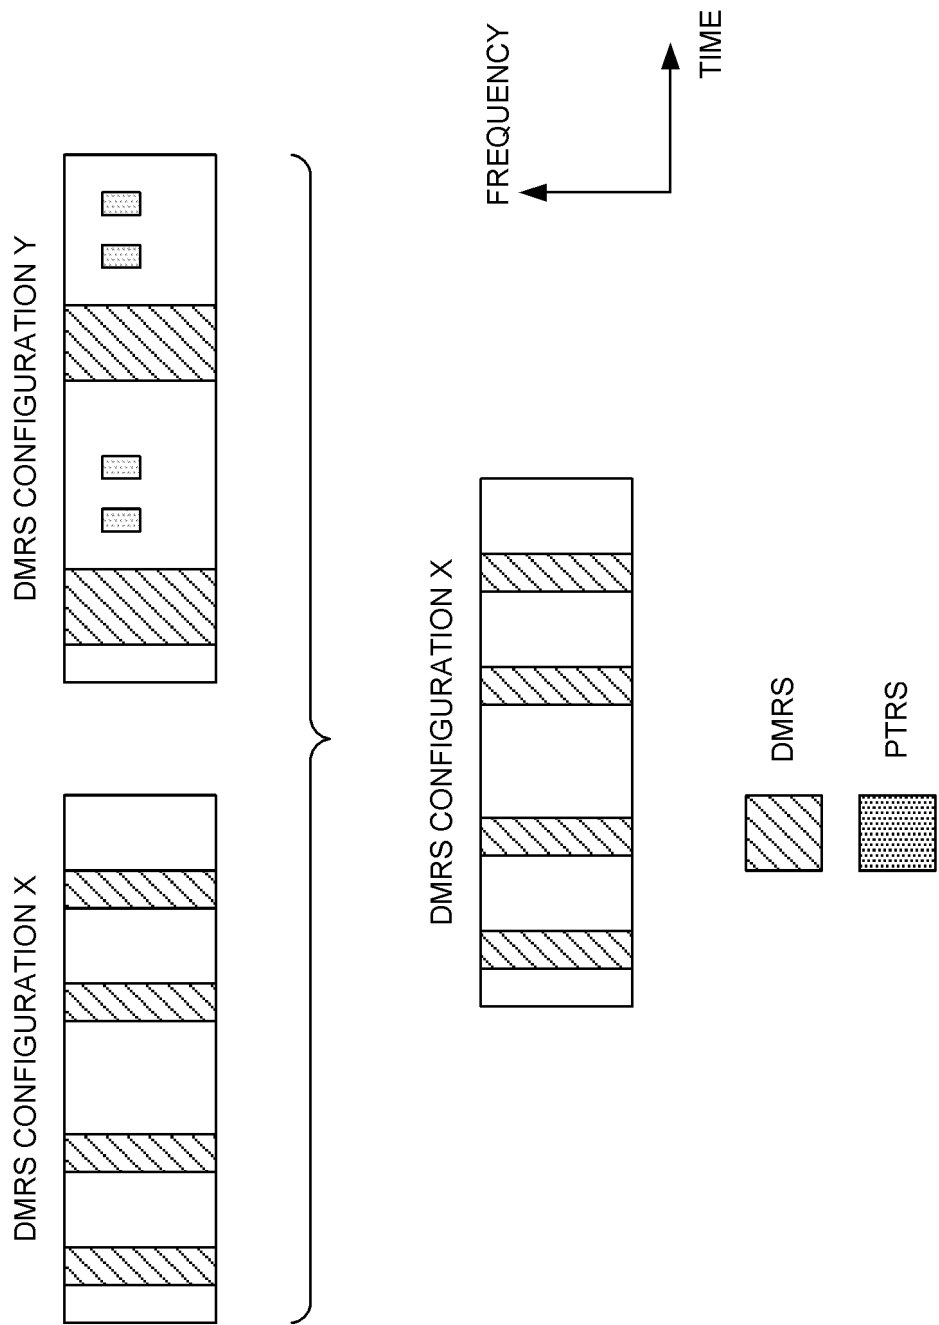 DMRS CONFIGURATION X
DMRS CONFIGURATION Y
DMRS CONFIGURATION X
FREQUENCY
TIME
DMRS
PTRS